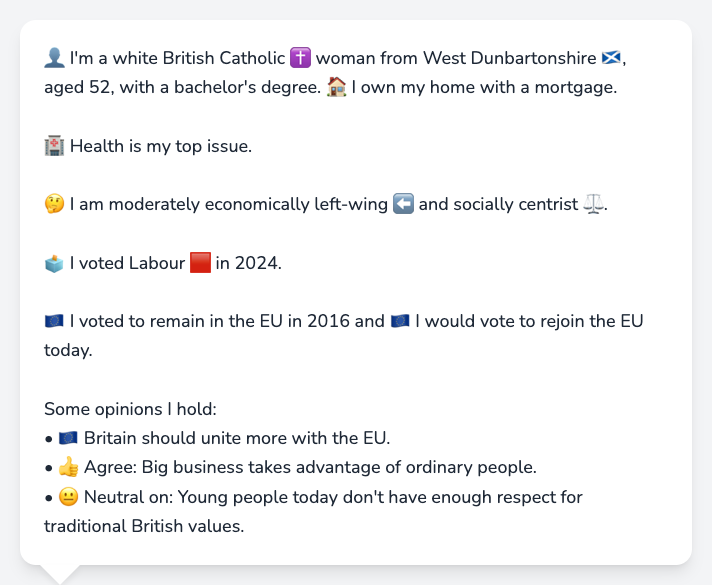 👤 I'm a white British Catholic ✝️ woman from West Dunbartonshire 🏴󠁧󠁢󠁳󠁣󠁴󠁿,
aged 52, with a bachelor's degree. 🏠 I own my home with a mortgage.
🏥 Health is my top issue.
🤔 I am moderately economically left-wing ⬅️ and socially centrist ⚖️.
🗳️ I voted Labour 🟥 in 2024.
🇪🇺 I voted to remain in the EU in 2016 and 🇪🇺 I would vote to rejoin the EU
today.
Some opinions I hold:
• 🇪🇺 Britain should unite more with the EU.
• 👍 Agree: Big business takes advantage of ordinary people.
• 😐 Neutral on: Young people today don't have enough respect for
traditional British values.